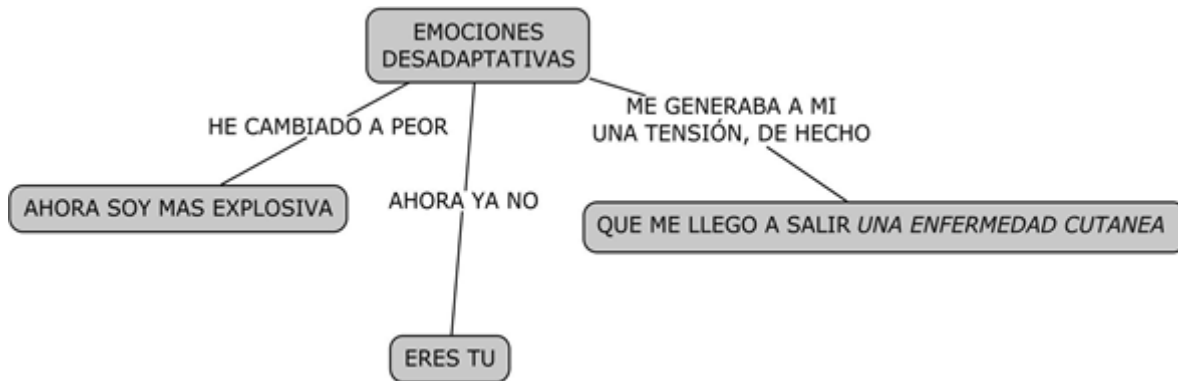 EMOCIONES
DESADAPTATIVAS
HE CAMBIADO A PEOR
ME GENERABA A MI
UNA TENSIÓN, DE HECHO
AHORA SOY MAS EXPLOSIVA
AHORA YA NO
QUE ME LLEGO A SALIR UNA ENFERMEDAD CUTANEA
ERES TU